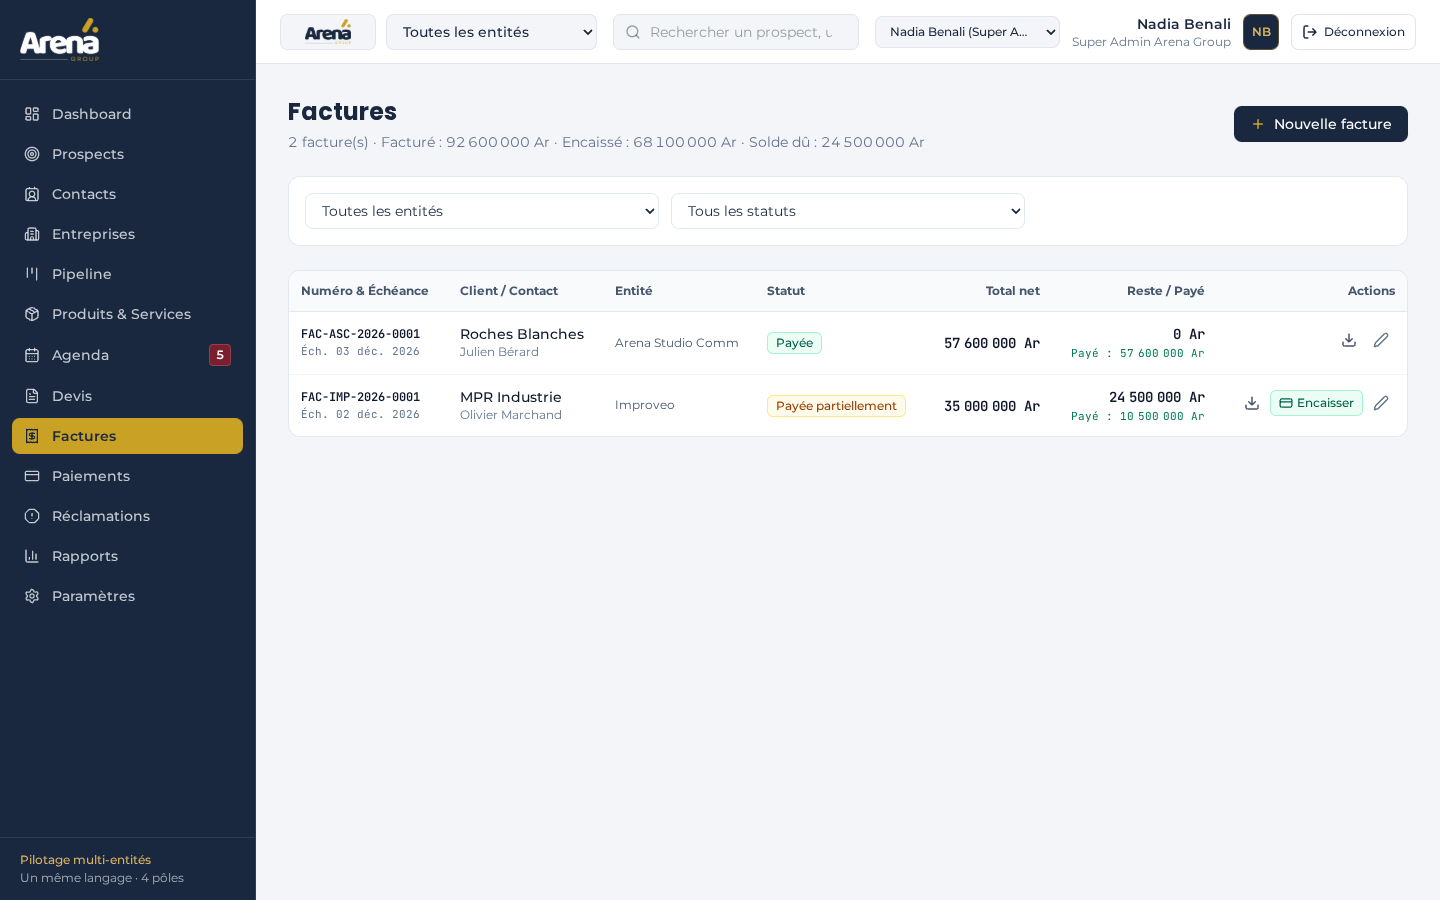 Arena
GROUP
Dashboard
Prospects
Contacts
Entreprises
Pipeline
Produits & Services
Agenda 5
Devis
Factures
Paiements
Réclamations
Rapports
Paramètres
Pilotage multi-entités
Un même langage · 4 pôles
Arena
GROUP
Toutes les entités
Rechercher un prospect, u
Nadia Benali (Super A...
Nadia Benali
Super Admin Arena Group
NB
Déconnexion
Factures
2 facture(s) · Facturé : 92 600 000 Ar · Encaissé : 68 100 000 Ar · Solde dû : 24 500 000 Ar
Nouvelle facture
Toutes les entités
Tous les statuts
Numéro & Échéance Client / Contact Entité Statut Total net Reste / Payé Actions
FAC-ASC-2026-0001 Roches Blanches Arena Studio Comm Payée 57 600 000 Ar 0 Ar
Éch. 03 déc. 2026 Julien Bérard Payé : 57 600 000 Ar
FAC-IMP-2026-0001 MPR Industrie Improveo Payée partiellement 35 000 000 Ar 24 500 000 Ar Encaisser
Éch. 02 déc. 2026 Olivier Marchand Payé : 10 500 000 Ar